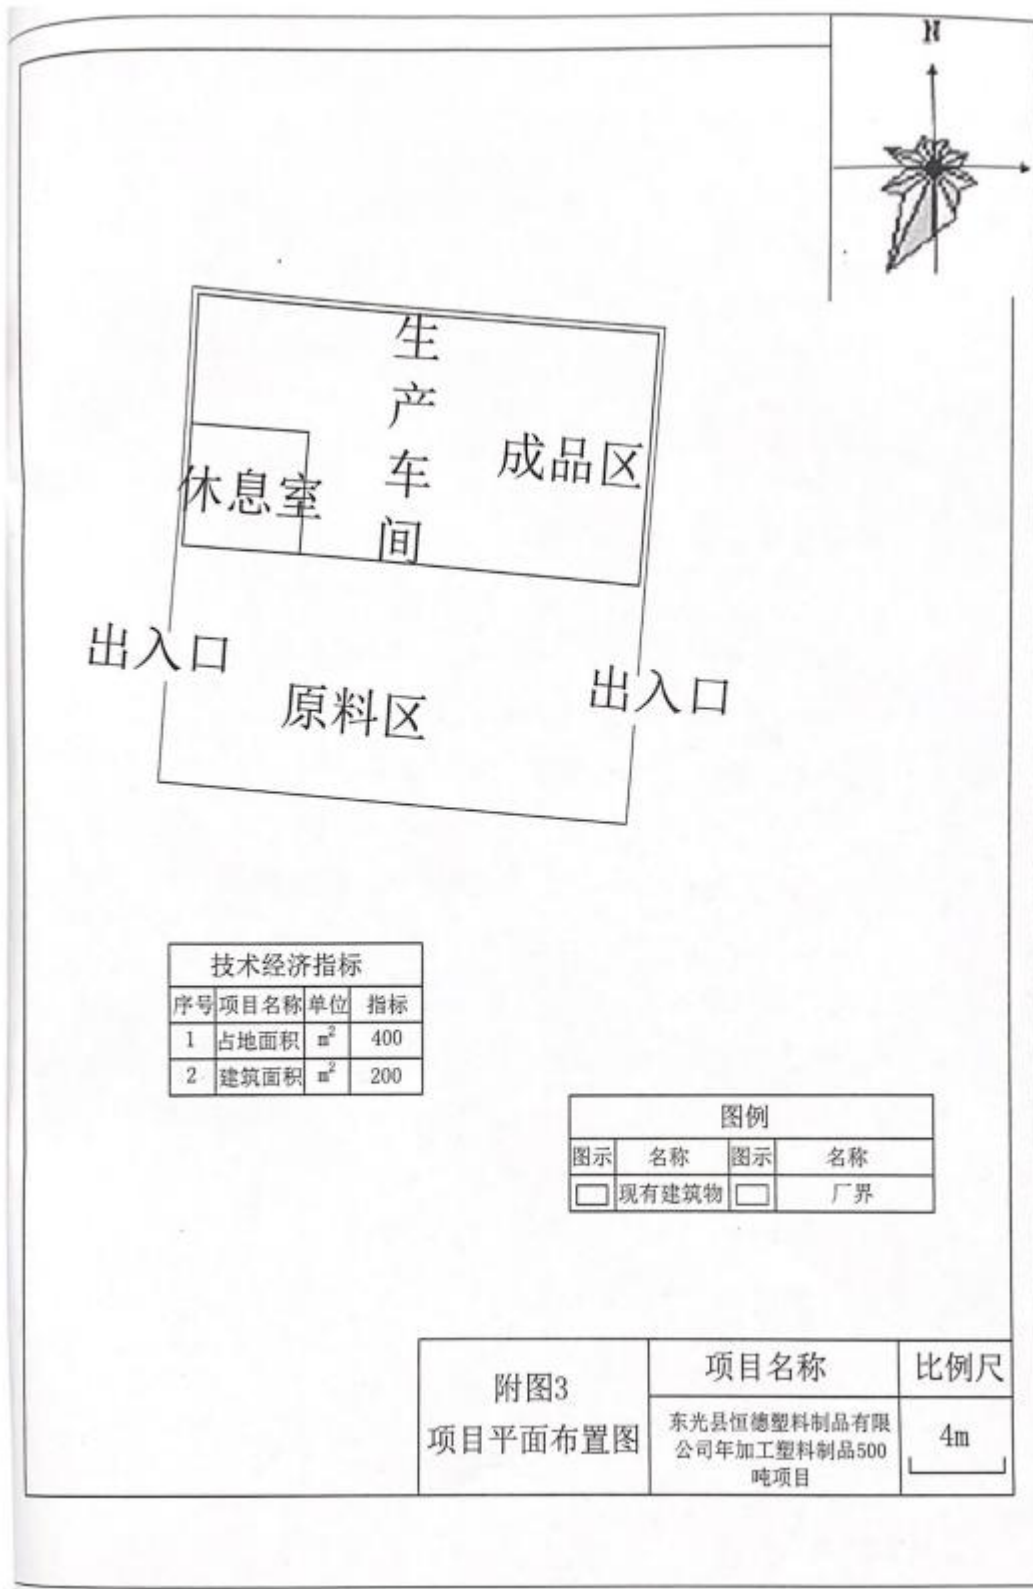 N
生
产
车
间
成品区
休息室
出入口
出入口
原料区
技术经济指标
序号 项目名称 单位 指标
1 占地面积 m² 400
2 建筑面积 m² 200
图例
图示 名称 图示 名称
现有建筑物 厂界
附图3
项目平面布置图
项目名称
东光县恒德塑料制品有限
公司年加工塑料制品500
吨项目
比例尺
4m